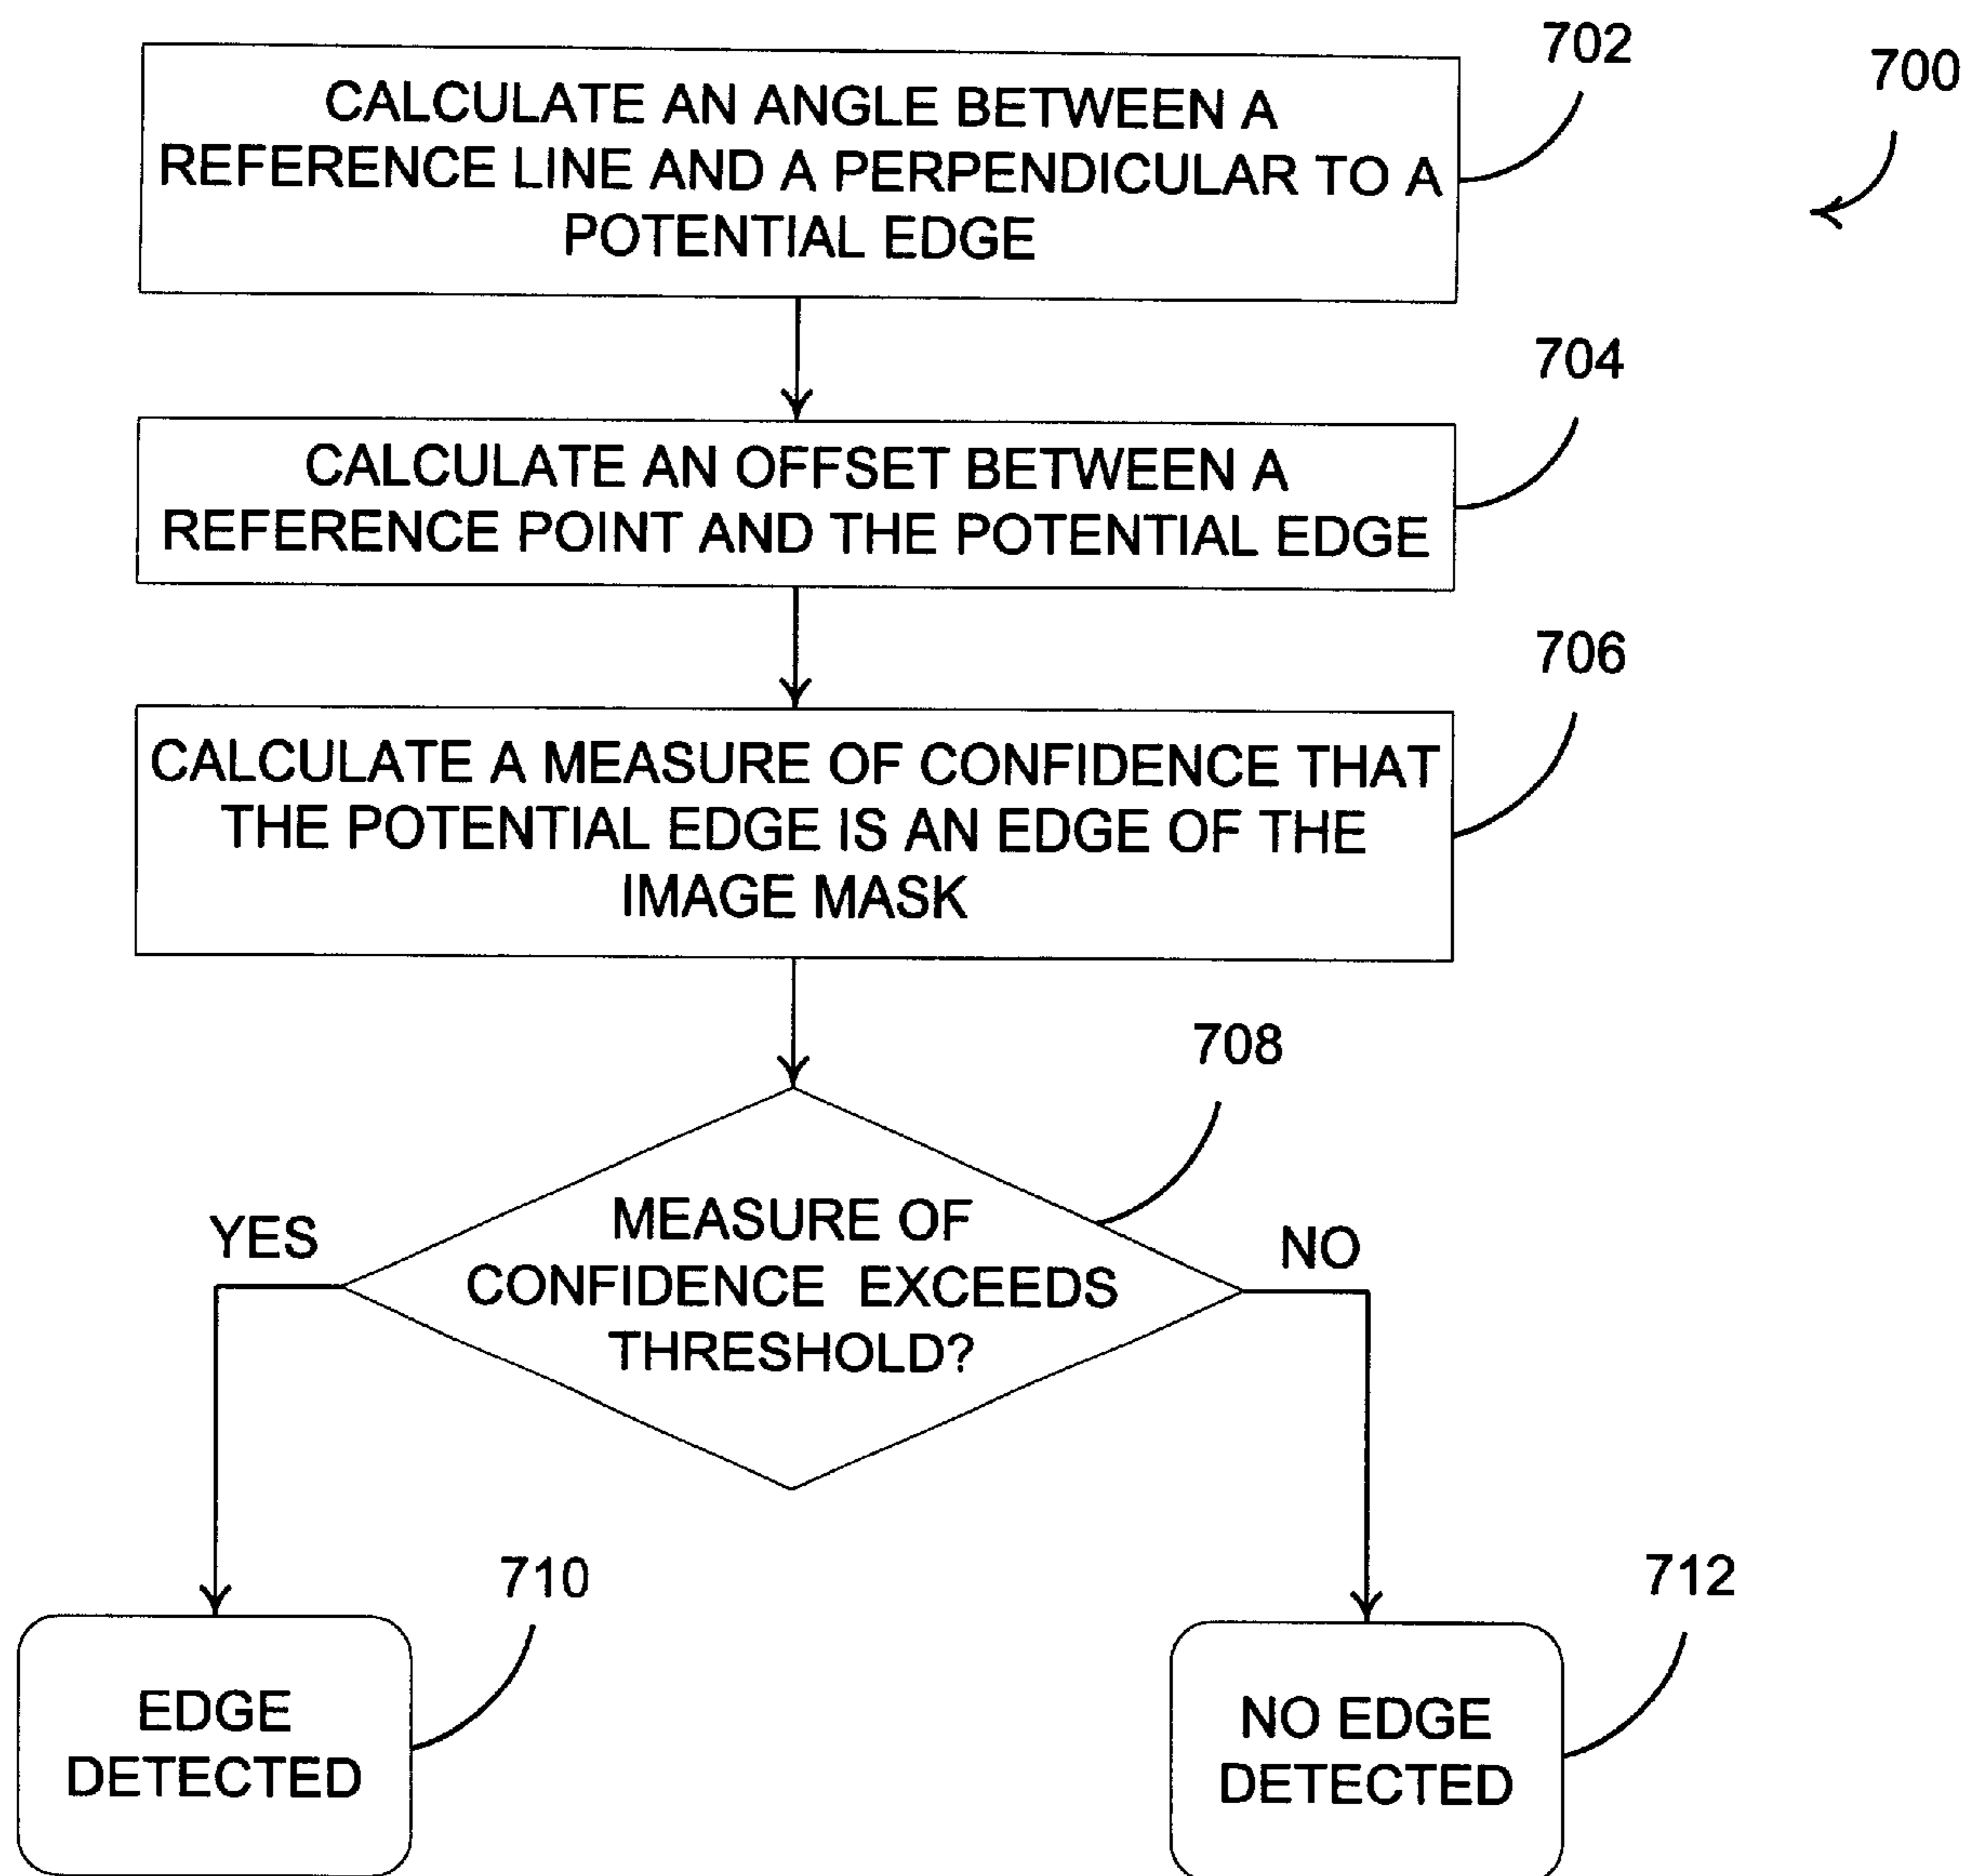 702
700
CALCULATE AN ANGLE BETWEEN A
REFERENCE LINE AND A PERPENDICULAR TO A
POTENTIAL EDGE
704
CALCULATE AN OFFSET BETWEEN A
REFERENCE POINT AND THE POTENTIAL EDGE
706
CALCULATE A MEASURE OF CONFIDENCE THAT
THE POTENTIAL EDGE IS AN EDGE OF THE
IMAGE MASK
708
MEASURE OF
CONFIDENCE EXCEEDS
THRESHOLD?
YES
NO
710
EDGE
DETECTED
712
NO EDGE
DETECTED